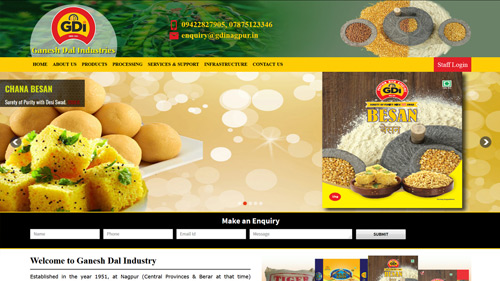 GDI
Ganesh Dal Industries
09422827905, 07875123346
enquiry@gdinagpur.in
HOME ABOUT US PRODUCTS PROCESSING SERVICES & SUPPORT INFRASTRUCTURE CONTACT US
Staff Login
CHANA BESAN
Surety of Purity with Desi Swad.
GDI
BESAN
बेसन
Make an Enquiry
Name
Phone
Email Id
Message
SUBMIT
Welcome to Ganesh Dal Industry
Established in the year 1951, at Nagpur (Central Provinces & Berar at that time)
TIGER